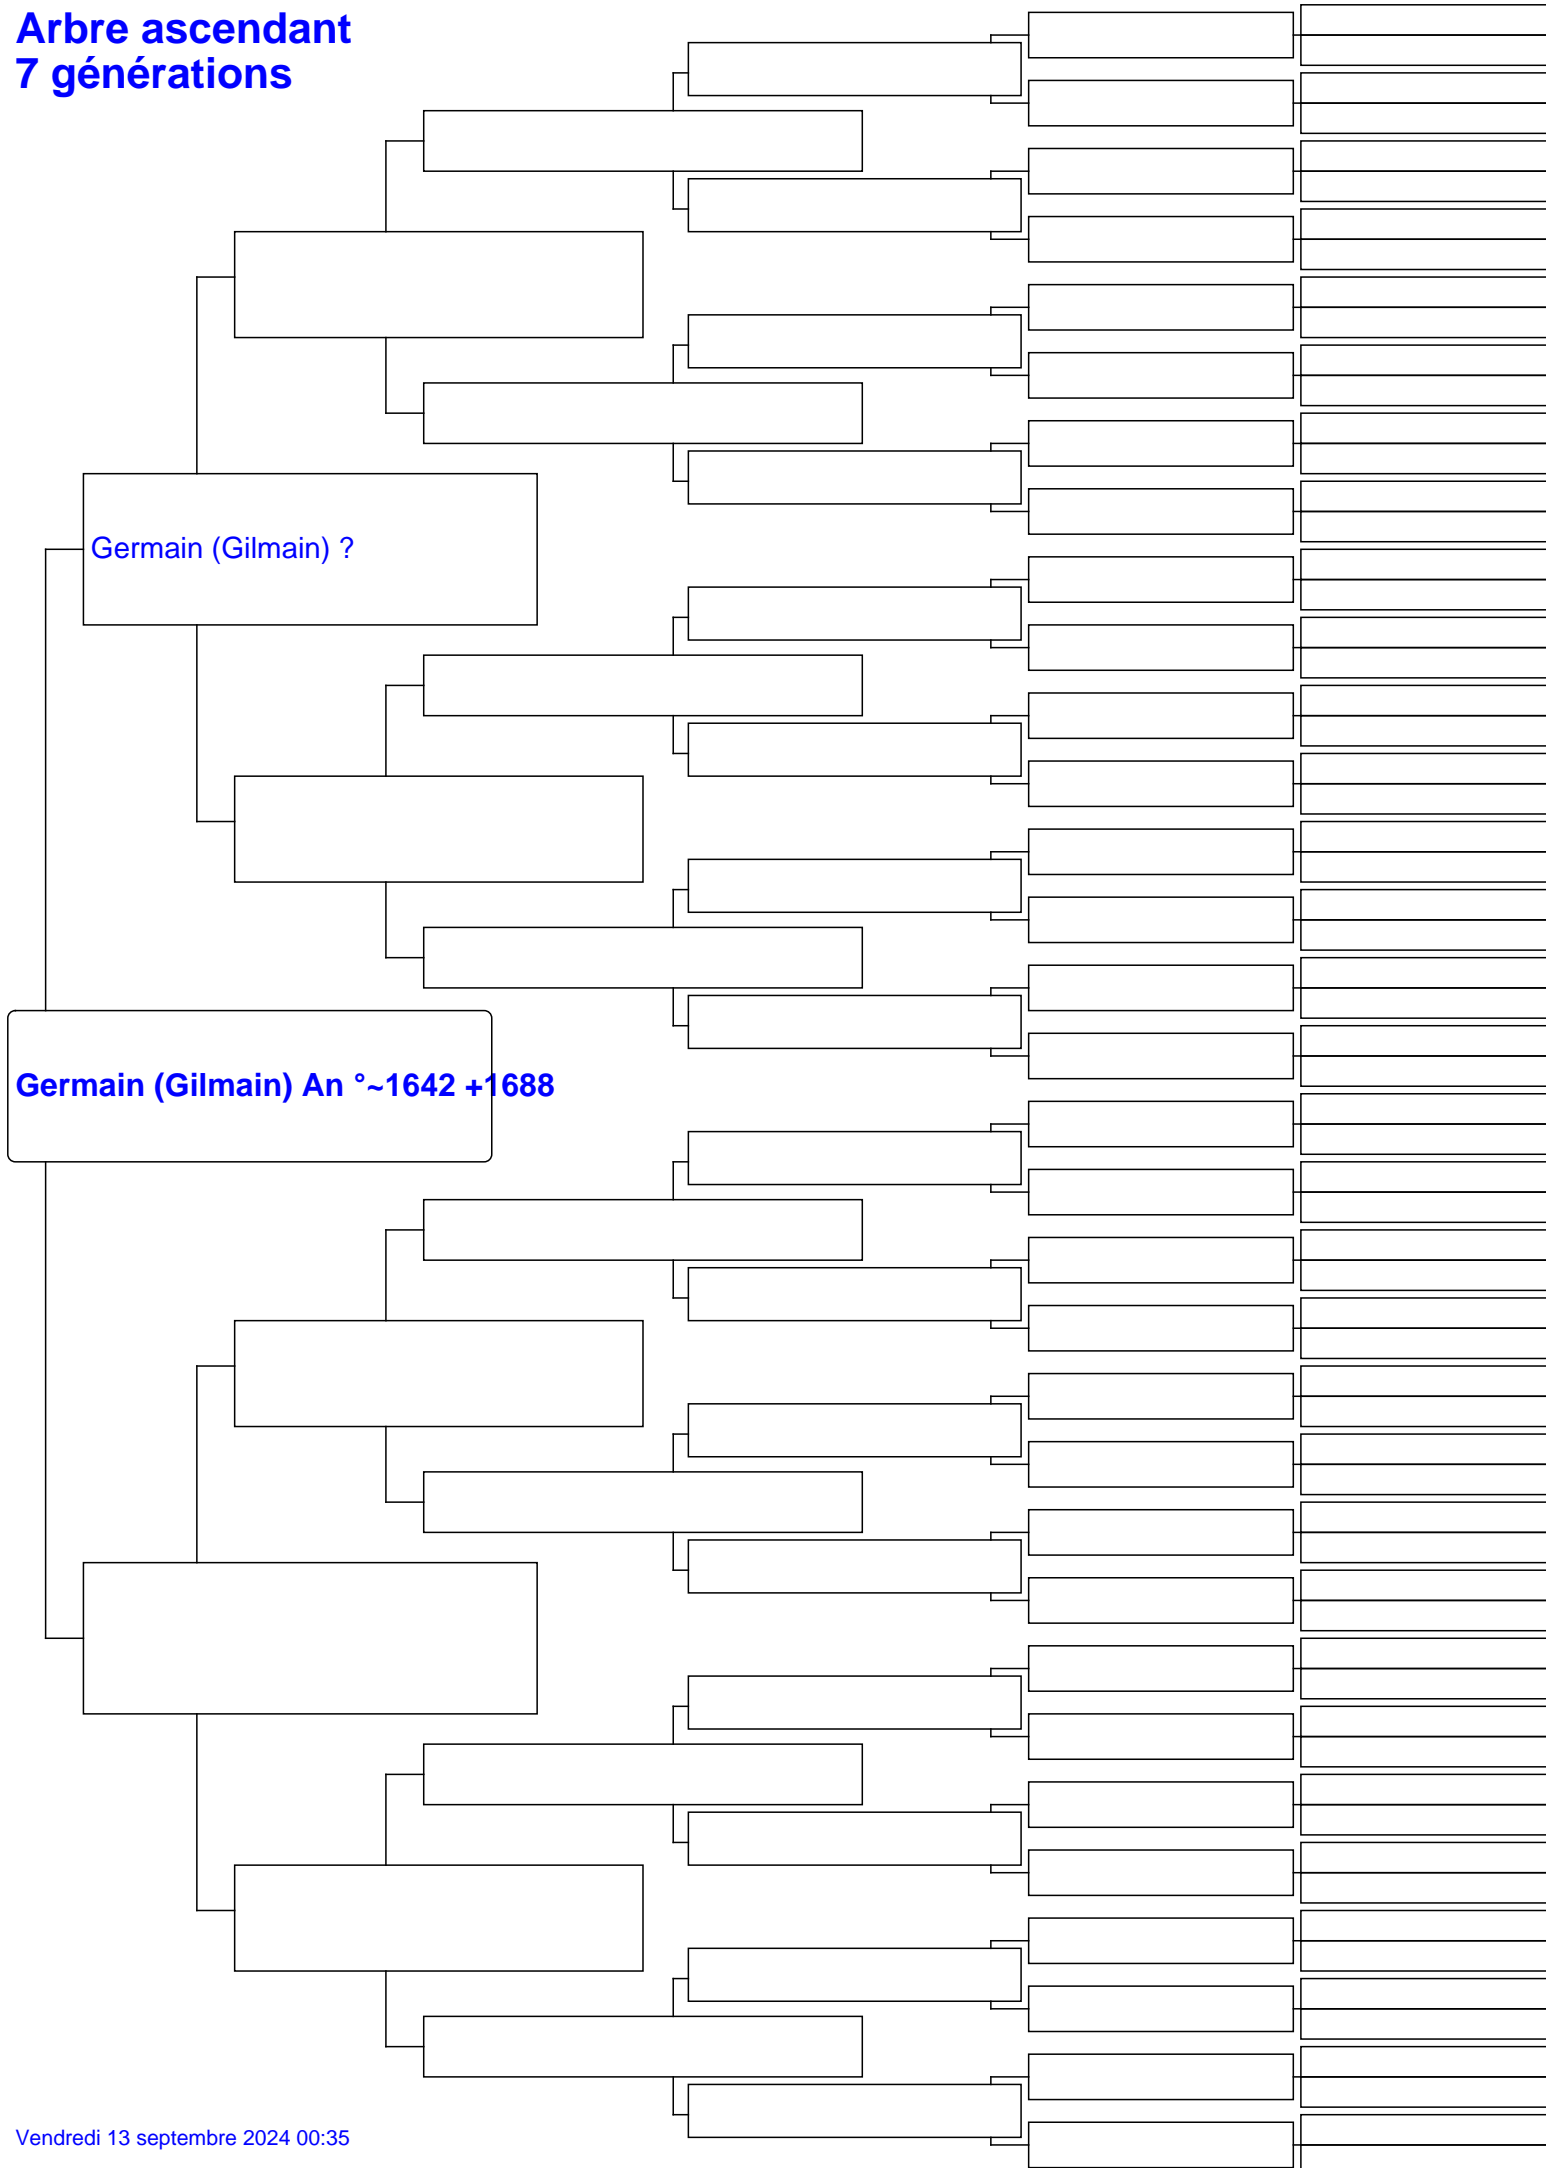 Arbre ascendant
7 générations
Germain (Gilmain) ?
Germain (Gilmain) An °~1642 +1688
Vendredi 13 septembre 2024 00:35